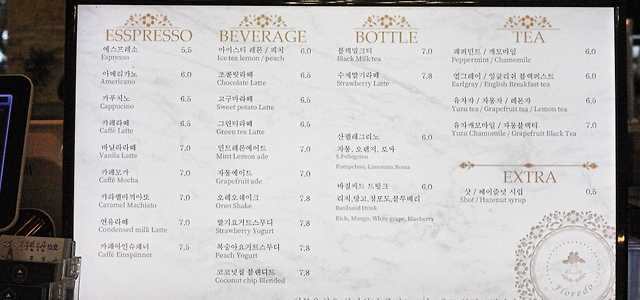 ESSPRESSO
에스프레소 5.5
Espresso
아메리카노 6.0
Americano
카푸치노 6.5
Cappucino
카페라떼 6.5
Caffé Latte
바닐라라떼 7.0
Vanila Latte
카페모카 7.0
Caffé Mocha
카라멜마끼아또 7.0
Caramel Machiato
연유라떼 7.0
Condensed milk Latte
카페아인슈페너 7.5
Caffé Einspänner
BEVERAGE
아이스티 레몬 / 피치 6.0
Ice tea lemon / peach
초콜릿라떼 6.5
Chocolate Latte
고구마라떼 6.5
Sweet potato Latte
그린티라떼 6.5
Green tea Latte
민트레몬에이드 7.0
Mint Lemon ade
자몽에이드 7.0
Grapefruit ade
오레오쉐이크 7.8
Oreo Shake
딸기요거트스무디 7.8
Strawberry Yogurt
복숭아요거트스무디 7.8
Peach Yogurt
코코넛칩 블랜디드 7.8
Coconut chip Blended
BOTTLE
블랙밀크티 7.0
Black Milktea
수제딸기라떼 7.8
Strawberry Latte
산펠레그리노 6.0
자몽, 오렌지, 로사
S.Pellegrino
Pompelmo, Limonata, Rossa
바질씨드 드링크 6.0
리치,망고,청포도,블루베리
Basilseed Drink
Rich, Mango, White grape, Blueberry
TEA
페퍼민트 / 캐모마일 6.0
Peppermint / Chamomile
얼그레이 / 잉글리쉬 블랙퍼스트 6.0
Earlgray / English Breakfast tea
유자차 / 자몽차 / 레몬차 6.5
Yuzu tea / Grapefruit tea / Lemon tea
유자캐모마일 / 자몽블랙티 7.0
Yuzu Chamomile / Grapefruit Black Tea
EXTRA
샷 / 헤이즐넛 시럽 0.5
Shot / Hazenut syrup
Floredo